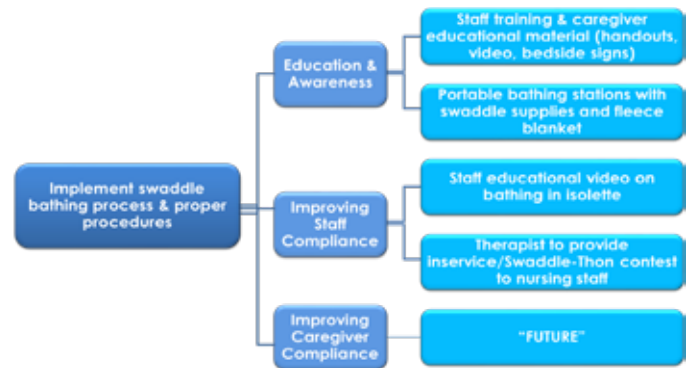 Staff training & caregiver
educational material (handouts,
video, bedside signs)
Education &
Awareness
Portable bathing stations with
swaddle supplies and fleece
blanket
Implement swaddle
bathing process & proper
procedures
Staff educational video on
bathing in isolette
Improving
Staff
Compliance
Therapist to provide
inservice/Swaddle-Thon contest
to nursing staff
Improving
Caregiver
Compliance
"FUTURE"